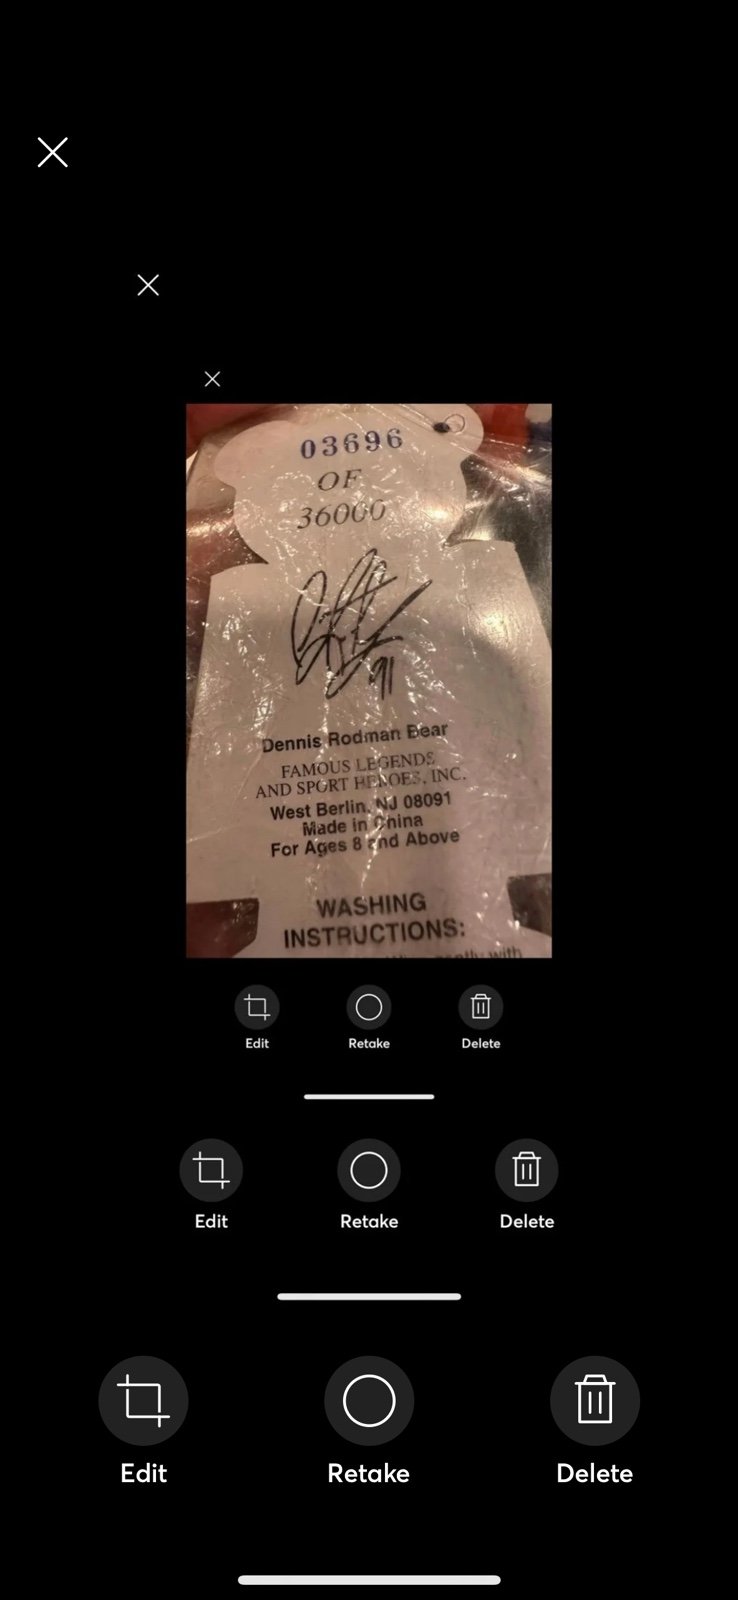 03696
OF
36000
91
Dennis Rodman Bear
FAMOUS LEGENDS
AND SPORT HEROES, INC.
West Berlin, NJ 08091
Made in China
For Ages 8 and Above
WASHING
INSTRUCTIONS:
with
Edit Retake Delete
Edit Retake Delete
Edit Retake Delete